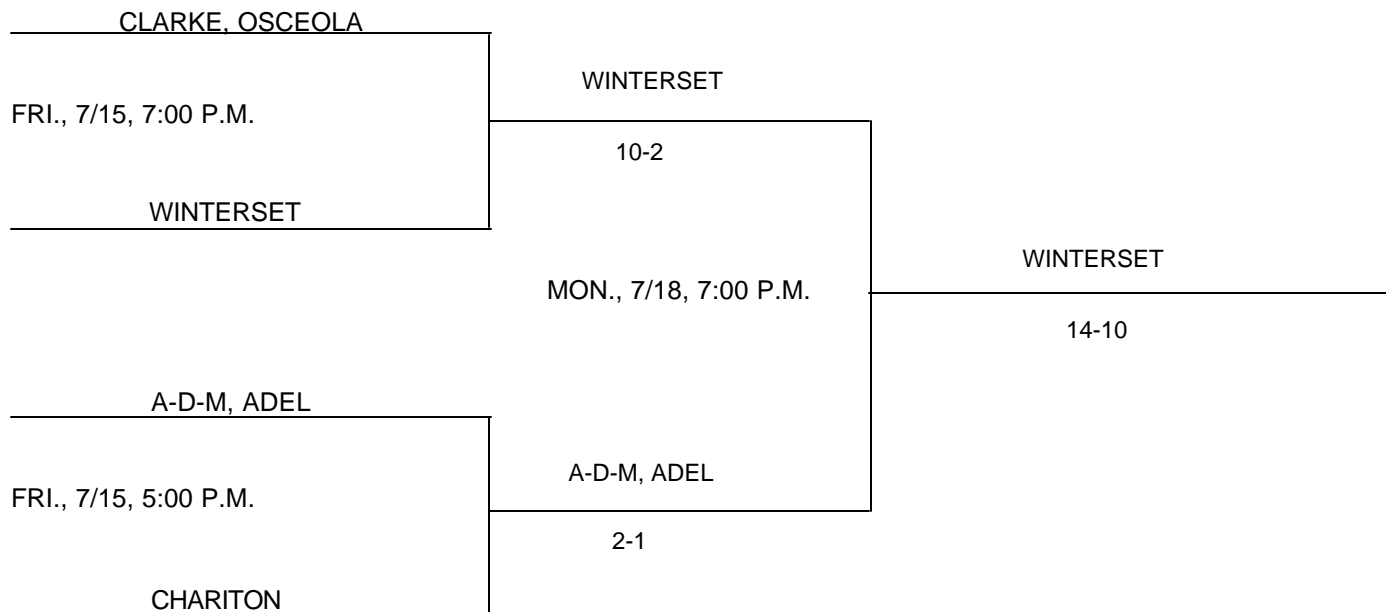 CLARKE, OSCEOLA
WINTERSET
FRI., 7/15, 7:00 P.M.
10-2
WINTERSET
WINTERSET
MON., 7/18, 7:00 P.M.
14-10
A-D-M, ADEL
A-D-M, ADEL
FRI., 7/15, 5:00 P.M.
2-1
CHARITON